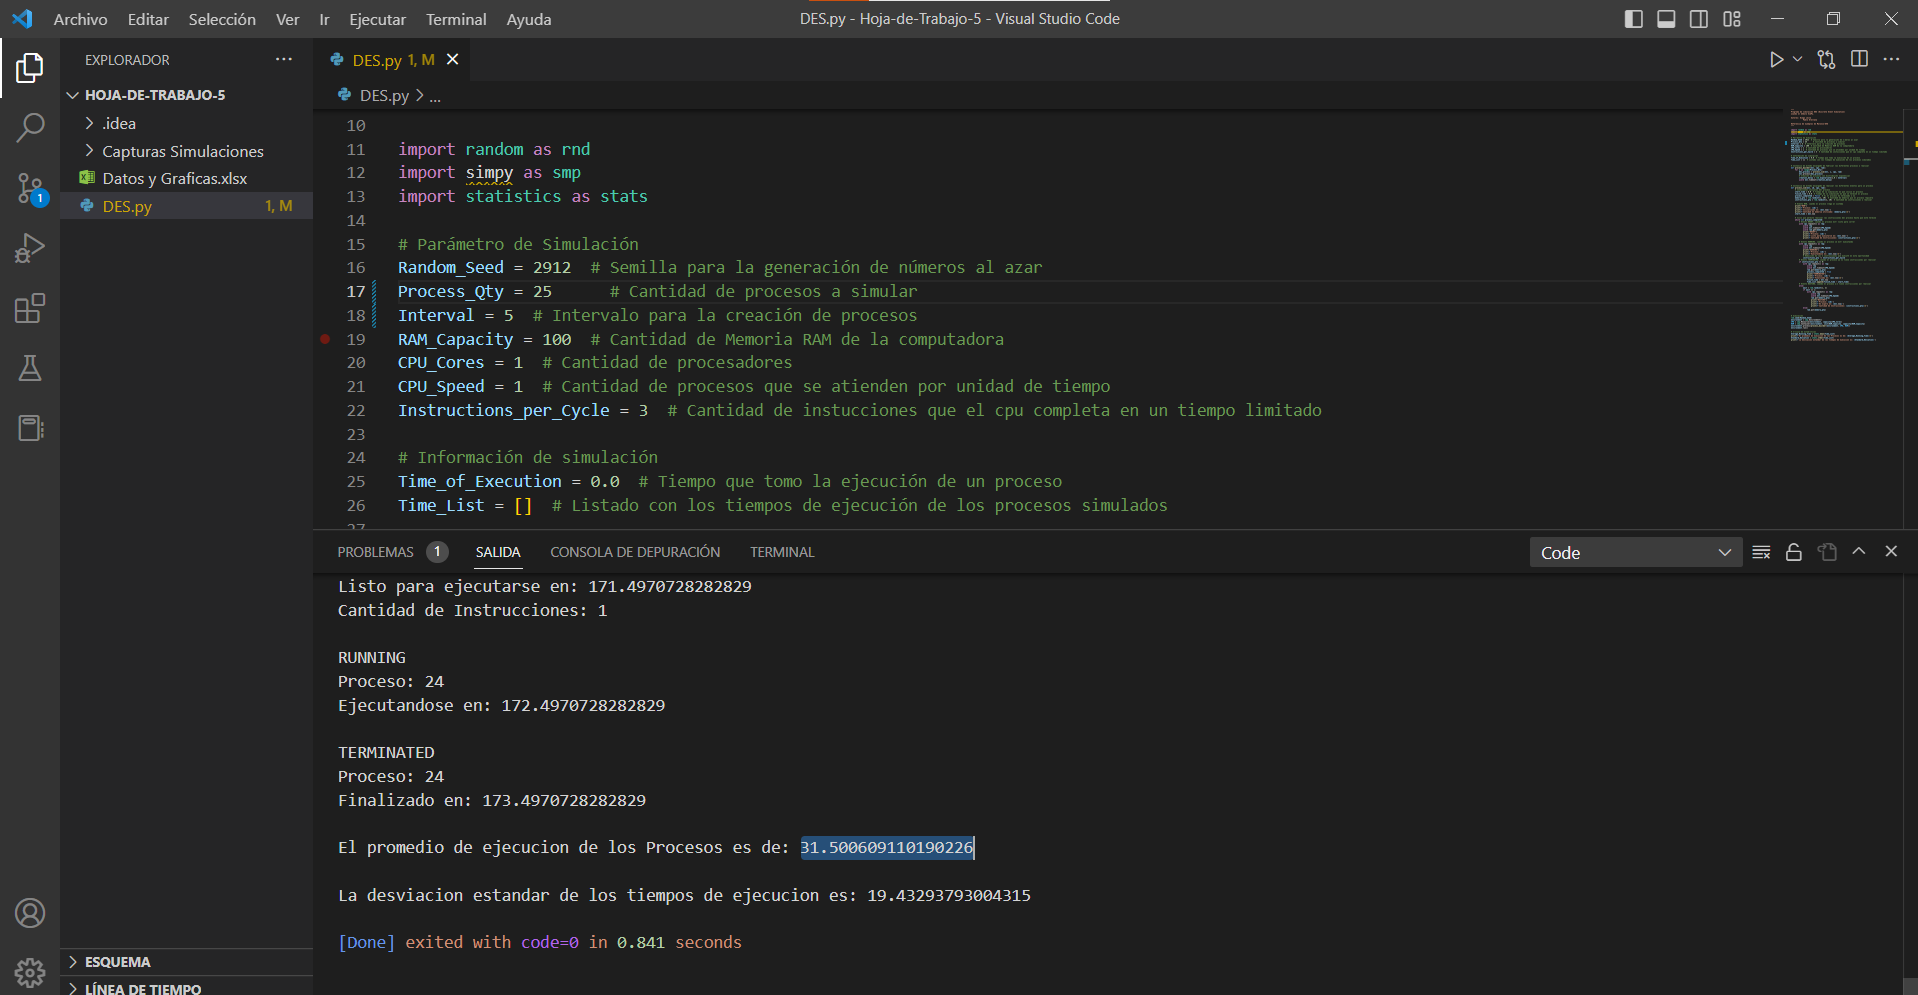 Archivo Editar Selección Ver Ir Ejecutar Terminal Ayuda
DES.py - Hoja-de-Trabajo-5 - Visual Studio Code
EXPLORADOR
HOJA-DE-TRABAJO-5
.idea
Capturas Simulaciones
Datos y Graficas.xlsx
DES.py 1, M
1
ESQUEMA
LÍNEA DE TIEMPO
DES.py 1, M
DES.py > ...
10
11 import random as rnd
12 import simpy as smp
13 import statistics as stats
14
15 # Parámetro de Simulación
16 Random_Seed = 2912 # Semilla para la generación de números al azar
17 Process_Qty = 25 # Cantidad de procesos a simular
18 Interval = 5 # Intervalo para la creación de procesos
19 RAM_Capacity = 100 # Cantidad de Memoria RAM de la computadora
20 CPU_Cores = 1 # Cantidad de procesadores
21 CPU_Speed = 1 # Cantidad de procesos que se atienden por unidad de tiempo
22 Instructions_per_Cycle = 3 # Cantidad de instucciones que el cpu completa en un tiempo limitado
23
24 # Información de simulación
25 Time_of_Execution = 0.0 # Tiempo que tomo la ejecución de un proceso
26 Time_List = [] # Listado con los tiempos de ejecución de los procesos simulados
27
PROBLEMAS 1 SALIDA CONSOLA DE DEPURACIÓN TERMINAL
Code
Listo para ejecutarse en: 171.4970728282829
Cantidad de Instrucciones: 1
RUNNING
Proceso: 24
Ejecutandose en: 172.4970728282829
TERMINATED
Proceso: 24
Finalizado en: 173.4970728282829
El promedio de ejecucion de los Procesos es de: 31.500609110190226
La desviacion estandar de los tiempos de ejecucion es: 19.43293793004315
[Done] exited with code=0 in 0.841 seconds